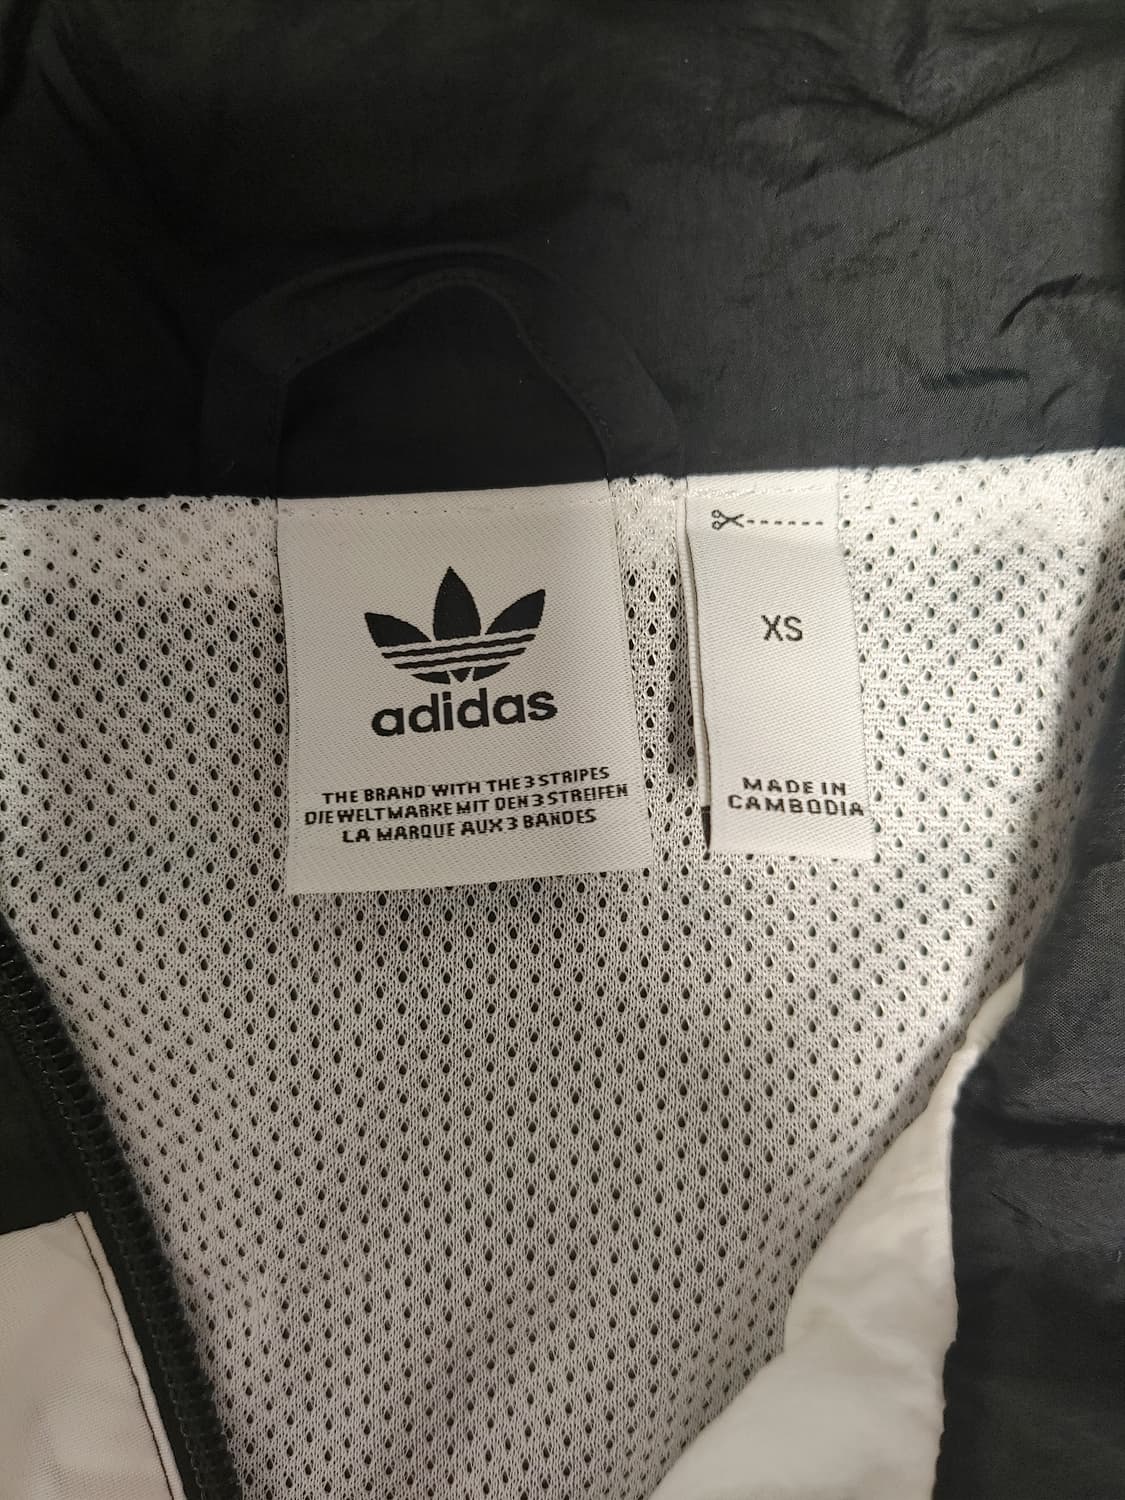 adidas
THE BRAND WITH THE 3 STRIPES
DIE WELTMARKE MIT DEN 3 STREIFEN
LA MARQUE AUX 3 BANDES
XS
MADE IN
CAMBODIA